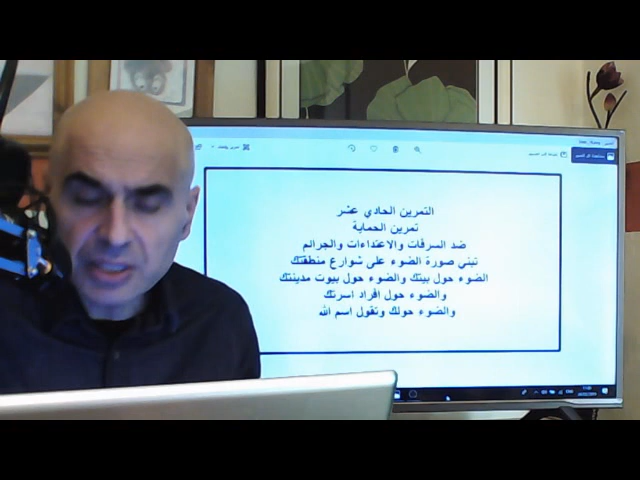 التمرين الحادي عشر
تمرين الحماية
ضد السرقات والاعتداءات والجرائم
تبني صورة الضوء على شوارع منطقتك
الضوء حول بيتك والضوء حول بيوت مدينتك
والضوء حول افراد اسرتك
والضوء حولك وتقول اسم الله